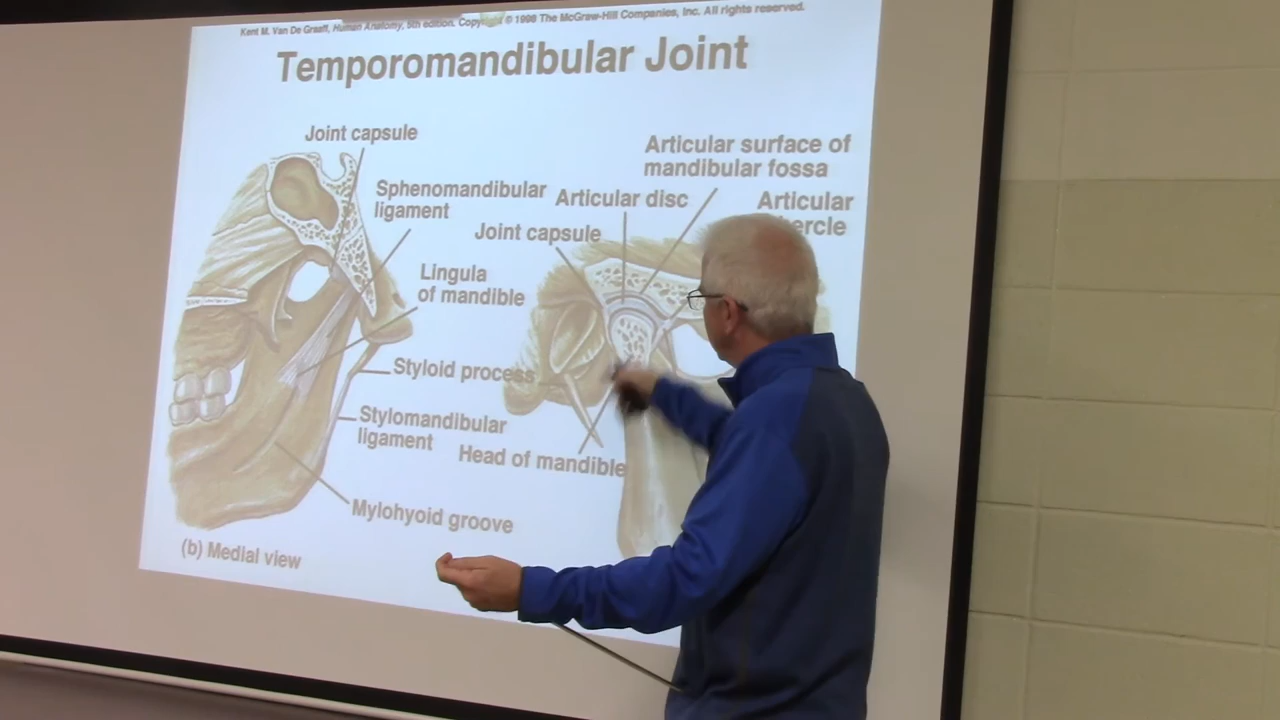 Kent M. Van De Graaff, Human Anatomy, 5th edition. © 1998 The McGraw-Hill Companies, Inc. All rights reserved.
Temporomandibular Joint
Joint capsule
Sphenomandibular
ligament
Lingula
of mandible
Styloid process
Stylomandibular
ligament
Mylohyoid groove
(b) Medial view
Articular surface of
mandibular fossa
Articular disc
Articular
Joint capsule
Head of mandible